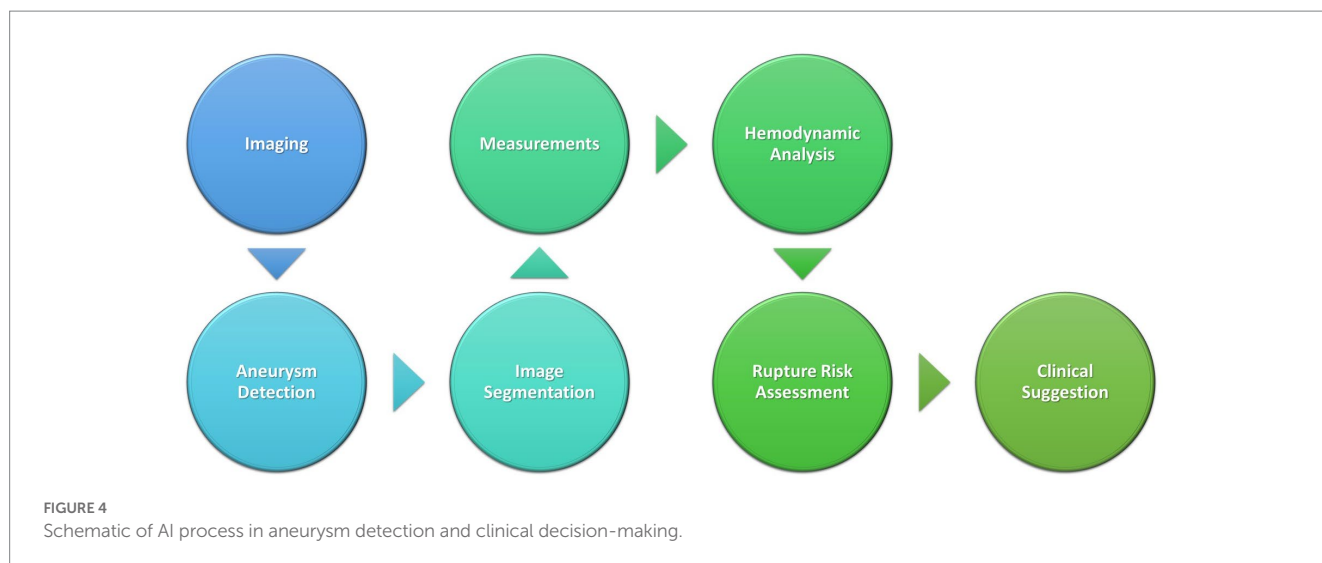 Imaging
Measurements
Hemodynamic
Analysis
Aneurysm
Detection
Image
Segmentation
Rupture Risk
Assessment
Clinical
Suggestion
FIGURE 4
Schematic of AI process in aneurysm detection and clinical decision-making.